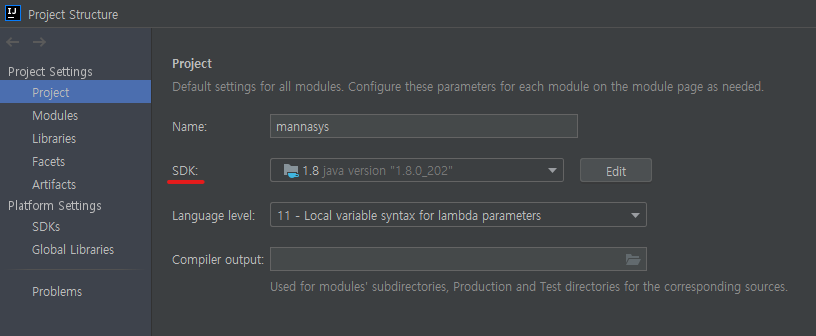 IJ Project Structure
Project Settings
Project
Modules
Libraries
Facets
Artifacts
Platform Settings
SDKs
Global Libraries
Problems
Project
Default settings for all modules. Configure these parameters for each module on the module page as needed.
Name: mannasys
SDK: 1.8 java version "1.8.0_202" Edit
Language level: 11 - Local variable syntax for lambda parameters
Compiler output:
Used for modules' subdirectories, Production and Test directories for the corresponding sources.